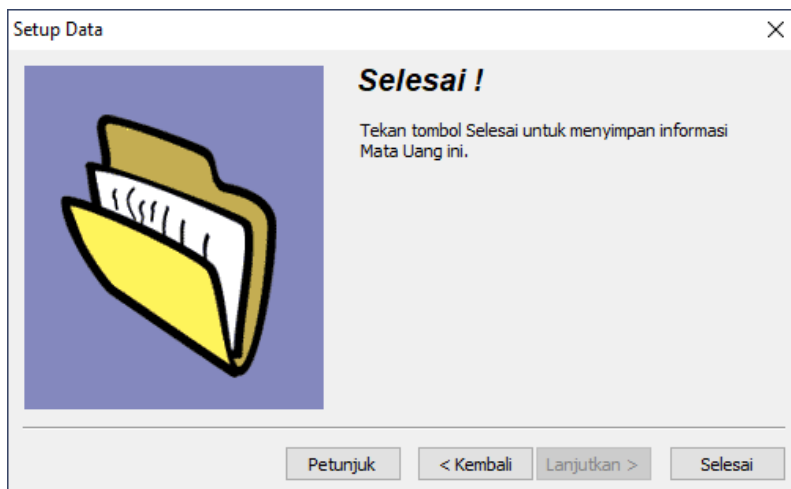 Setup Data
Selesai !
Tekan tombol Selesai untuk menyimpan informasi
Mata Uang ini.
Petunjuk
< Kembali
Lanjutkan >
Selesai